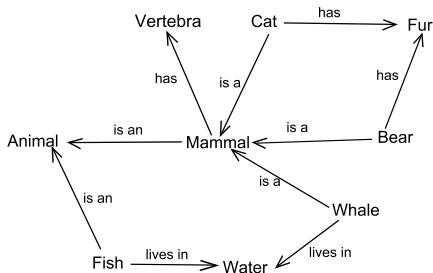 Vertebra
Cat
has
Fur
has
is a
has
Animal
is an
Mammal
is a
Bear
is an
is a
Whale
Fish
lives in
Water
lives in